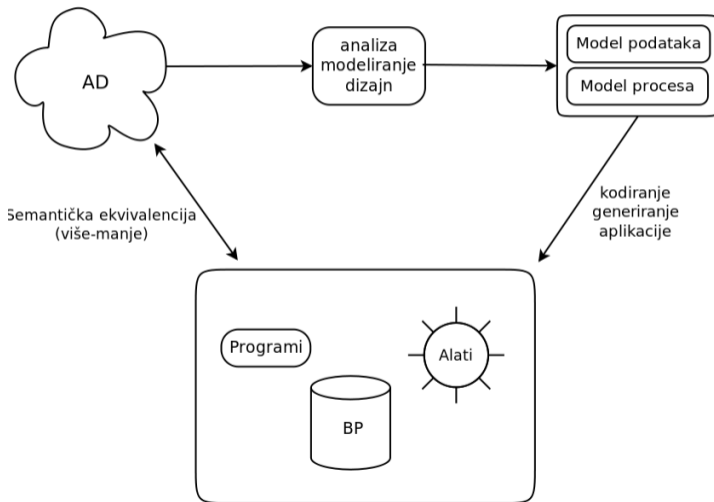 AD
analiza
modeliranje
dizajn
Model podataka
Model procesa
Semantička ekvivalencija
(više-manje)
kodiranje
generiranje
aplikacije
Programi
Alati
BP